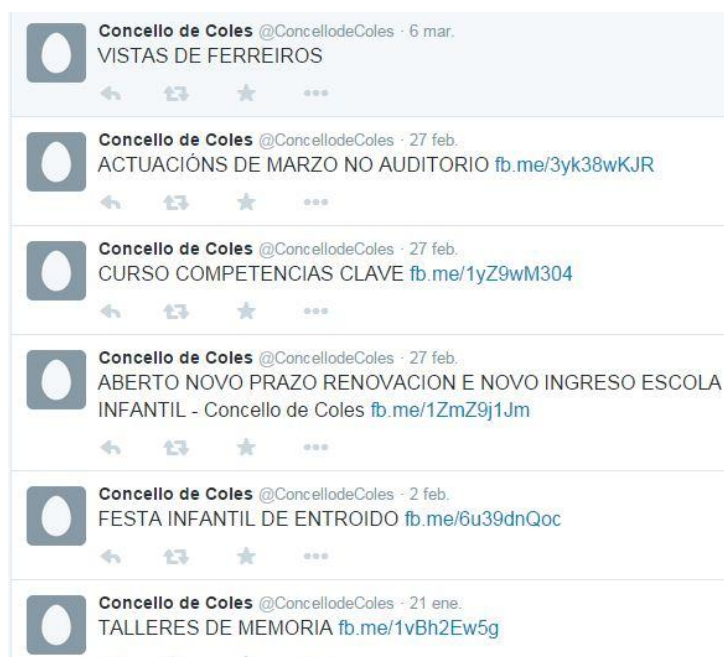 Concello de Coles @ConcellodeColes · 6 mar.
VISTAS DE FERREIROS
Concello de Coles @ConcellodeColes · 27 feb.
ACTUACIÓNS DE MARZO NO AUDITORIO fb.me/3yk38wKJR
Concello de Coles @ConcellodeColes · 27 feb.
CURSO COMPETENCIAS CLAVE fb.me/1yZ9wM304
Concello de Coles @ConcellodeColes · 27 feb.
ABERTO NOVO PRAZO RENOVACION E NOVO INGRESO ESCOLA
INFANTIL - Concello de Coles fb.me/1ZmZ9j1Jm
Concello de Coles @ConcellodeColes · 2 feb.
FESTA INFANTIL DE ENTROIDO fb.me/6u39dnQoc
Concello de Coles @ConcellodeColes · 21 ene.
TALLERES DE MEMORIA fb.me/1vBh2Ew5g